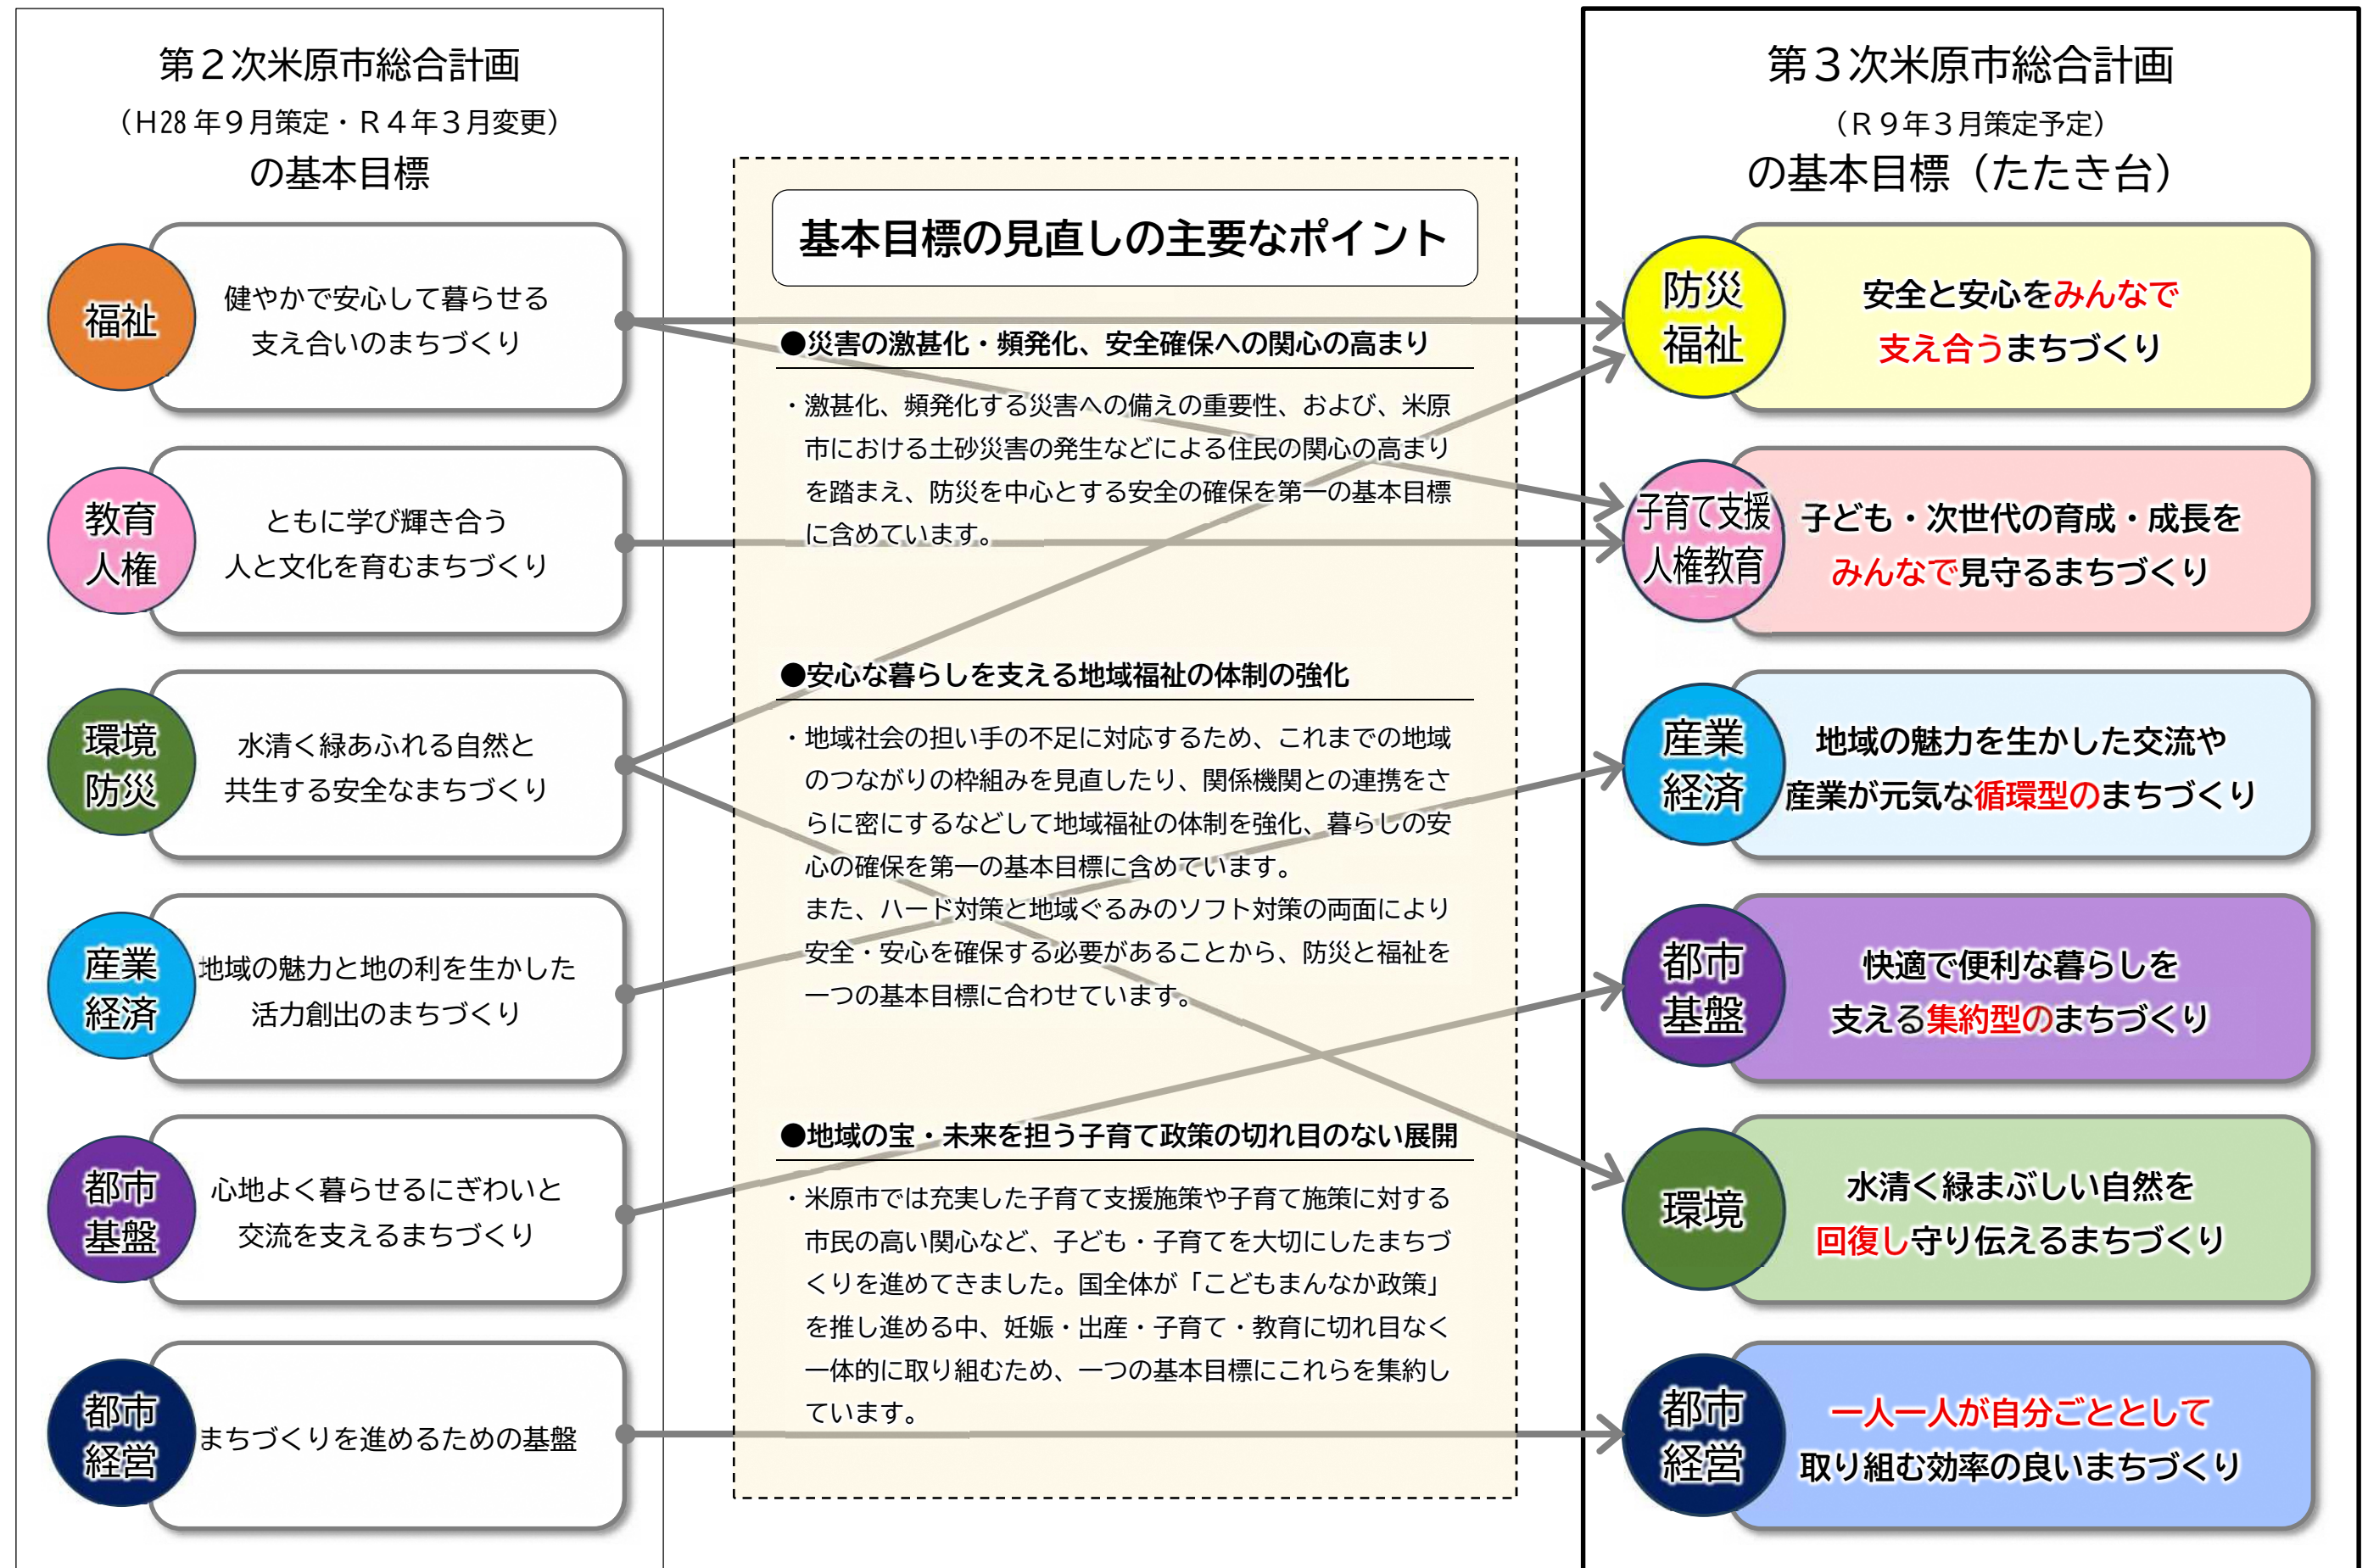 第２次米原市総合計画
（Ｈ28年９月策定・Ｒ４年３月変更）
の基本目標
福祉
健やかで安心して暮らせる
支え合いのまちづくり
教育
人権
ともに学び輝き合う
人と文化を育むまちづくり
環境
防災
水清く緑あふれる自然と
共生する安全なまちづくり
産業
経済
地域の魅力と地の利を生かした
活力創出のまちづくり
都市
基盤
心地よく暮らせるにぎわいと
交流を支えるまちづくり
都市
経営
まちづくりを進めるための基盤
基本目標の見直しの主要なポイント
●災害の激甚化・頻発化、安全確保への関心の高まり
・激甚化、頻発化する災害への備えの重要性、および、米原
市における土砂災害の発生などによる住民の関心の高まり
を踏まえ、防災を中心とする安全の確保を第一の基本目標
に含めています。
●安心な暮らしを支える地域福祉の体制の強化
・地域社会の担い手の不足に対応するため、これまでの地域
のつながりの枠組みを見直したり、関係機関との連携をさ
らに密にするなどして地域福祉の体制を強化、暮らしの安
心の確保を第一の基本目標に含めています。
また、ハード対策と地域ぐるみのソフト対策の両面により
安全・安心を確保する必要があることから、防災と福祉を
一つの基本目標に合わせています。
●地域の宝・未来を担う子育て政策の切れ目のない展開
・米原市では充実した子育て支援施策や子育て施策に対する
市民の高い関心など、子ども・子育てを大切にしたまちづ
くりを進めてきました。国全体が「こどもまんなか政策」
を推し進める中、妊娠・出産・子育て・教育に切れ目なく
一体的に取り組むため、一つの基本目標にこれらを集約し
ています。
第３次米原市総合計画
（Ｒ９年３月策定予定）
の基本目標（たたき台）
防災
福祉
安全と安心をみんなで
支え合うまちづくり
子育て支援
人権教育
子ども・次世代の育成・成長を
みんなで見守るまちづくり
産業
経済
地域の魅力を生かした交流や
産業が元気な循環型のまちづくり
都市
基盤
快適で便利な暮らしを
支える集約型のまちづくり
環境
水清く緑まぶしい自然を
回復し守り伝えるまちづくり
都市
経営
一人一人が自分ごととして
取り組む効率の良いまちづくり